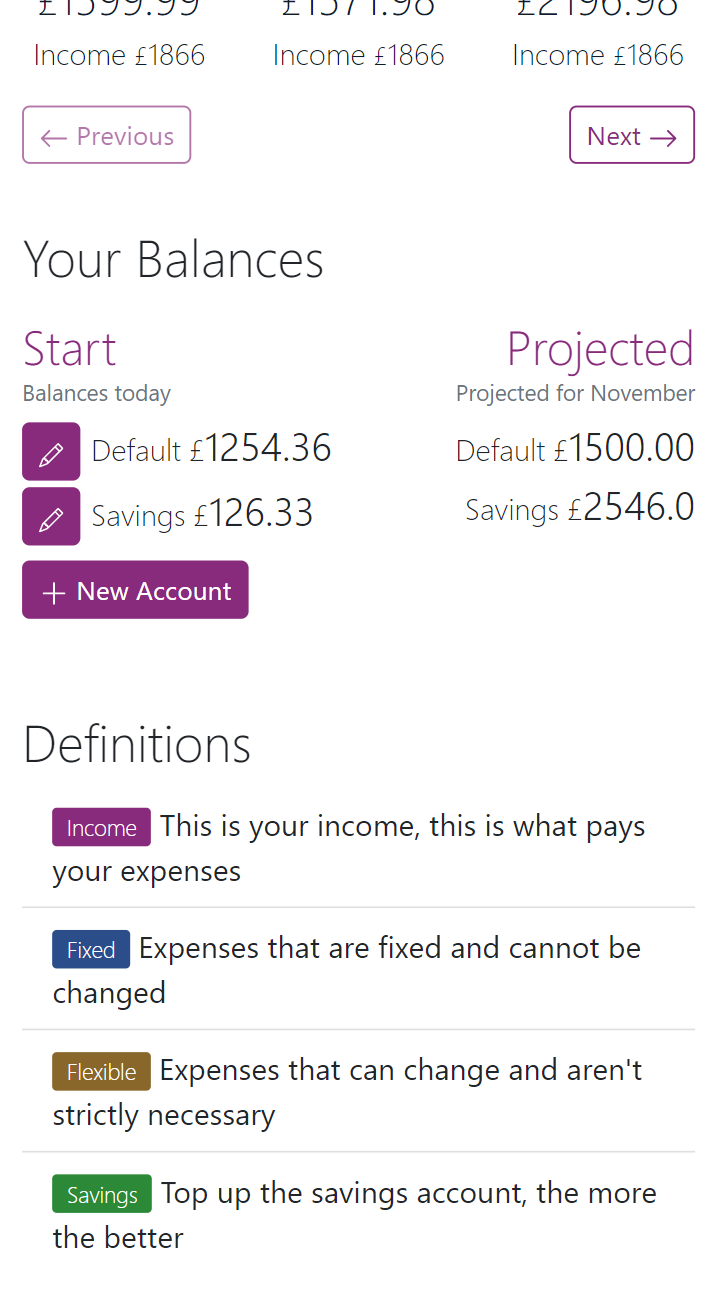 £1599.99 £1571.98 £2196.98
Income £1866 Income £1866 Income £1866
← Previous Next →
Your Balances
Start Projected
Balances today Projected for November
Default £1254.36 Default £1500.00
Savings £126.33 Savings £2546.0
+ New Account
Definitions
Income This is your income, this is what pays
your expenses
Fixed Expenses that are fixed and cannot be
changed
Flexible Expenses that can change and aren't
strictly necessary
Savings Top up the savings account, the more
the better